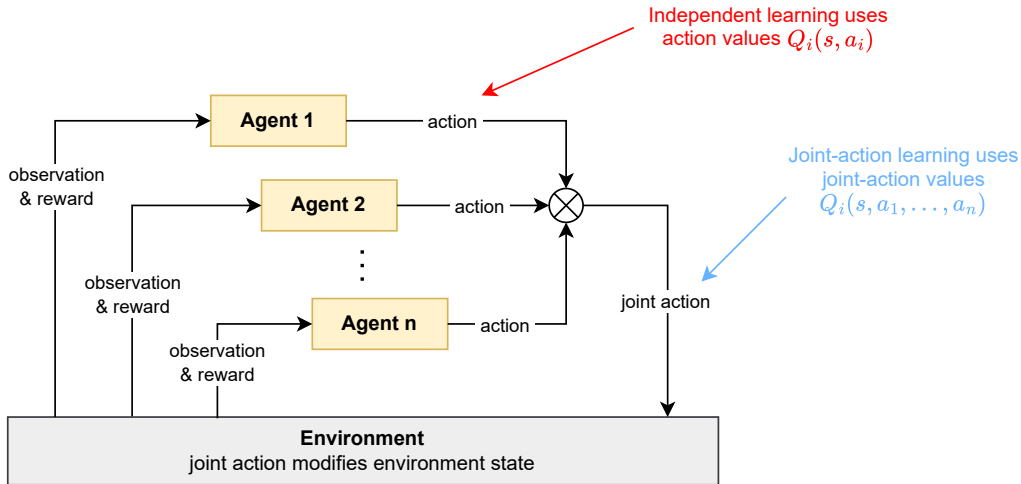 Independent learning uses
action values Q_i(s, a_i)
Agent 1
action
observation
& reward
Joint-action learning uses
joint-action values
Q_i(s, a_1, . . . , a_n)
Agent 2
action
observation
& reward
Agent n
action
joint action
observation
& reward
Environment
joint action modifies environment state